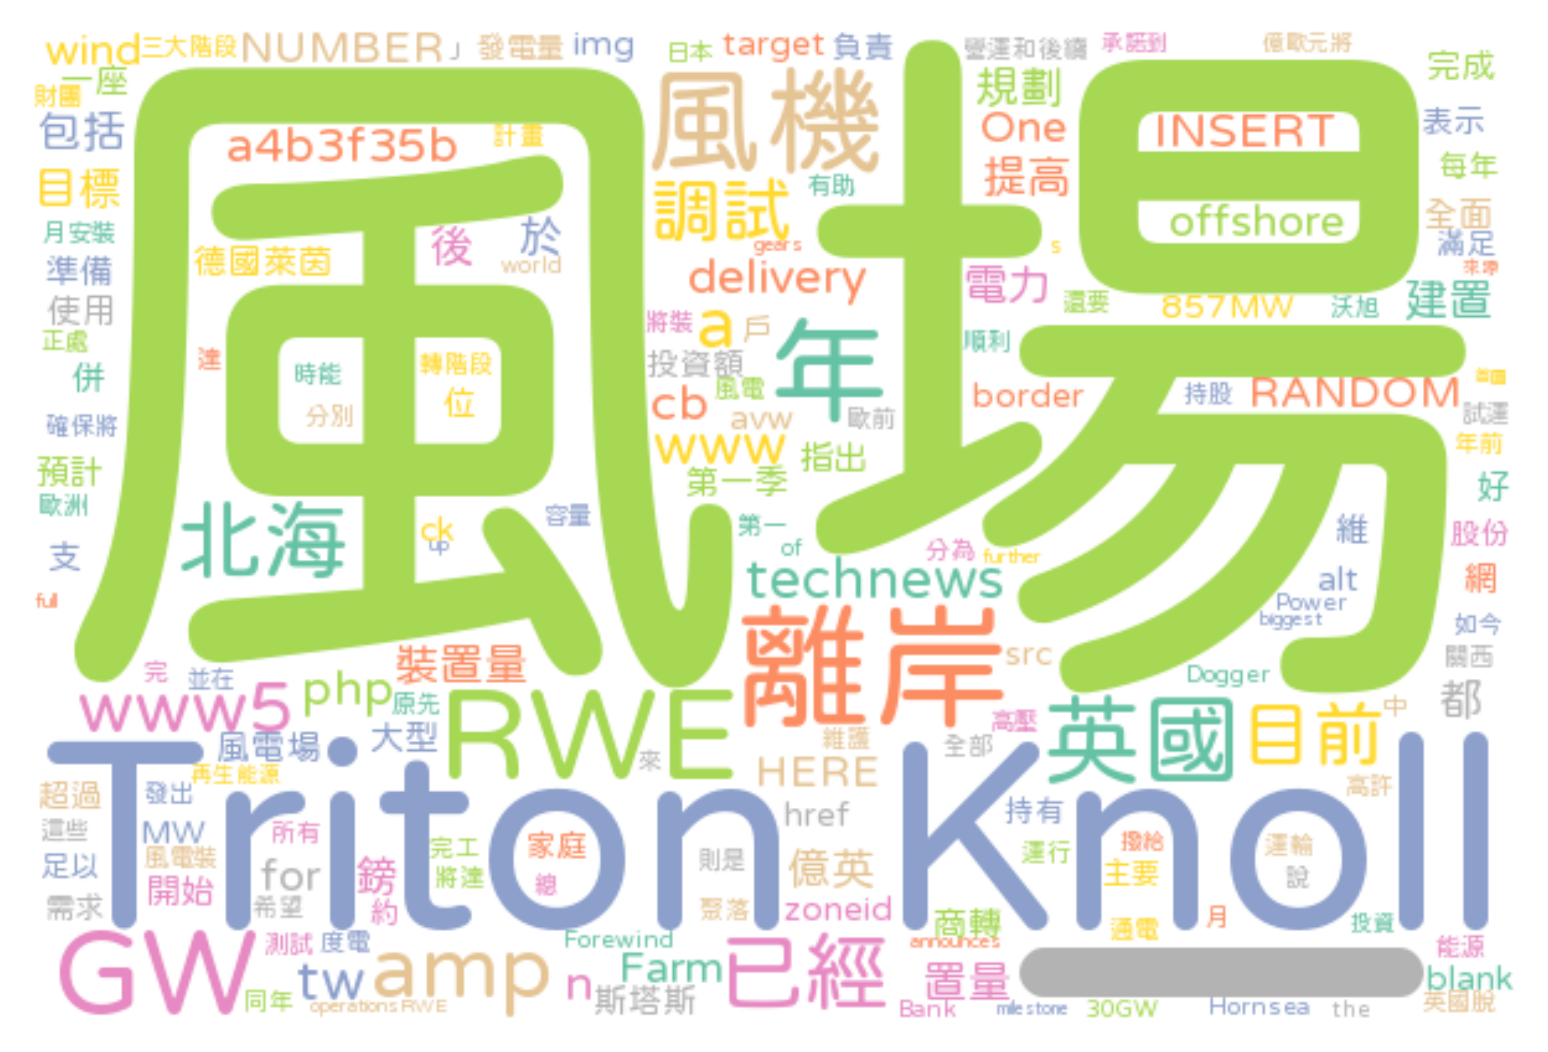 wind 三大階段 NUMBER 」 發電量 img 日本 target 負責 營運和後續 承諾到 億歐元將
一座 完成
財團 風機 規劃
包括 a4b3f35b 計畫 One INSERT 表示
目標 調試 有助 提高 每年
風場
月安裝 後 於 offshore 全面
德國萊茵 world gears s 滿足
準備 delivery 電力 來源
使用 將裝 a 戶 年 還要 857MW 沃旭 建置
正處 達 時能 轉階段 投資額 順利
併 分別 位 cb 風電 avw 歐前 border 持股 RANDOM 試運
確保將 www 指出 年前
預計 第一季 好
歐洲 北海 ck up 容量 第一 維 股份
支 of 分為 further
full technews alt 網
離岸 Power biggest 如今
完 並在 裝置量 src Dogger 關西
www5 php 原先 RWE 高壓 英國 目前 中 都
風電場 大型 來 維護 全部
再生能源 HERE 高許
Triton Knoll
超過 發出 href 持有
這些 MW 所有 完工 家庭 則是 運行 撥給 運輸
足以 風電裝 for 鎊 將達 總 億英 主要 說
需求 開始 希望 約 聚落 zoneid 商轉 通電 月 投資
GW 測試 度電 Forewind 已經 announces 能源
tw amp n Farm 置量 ー blank
同年 operations RWE 斯塔斯 Bank milestone 30GW Hornsea the 英國脫